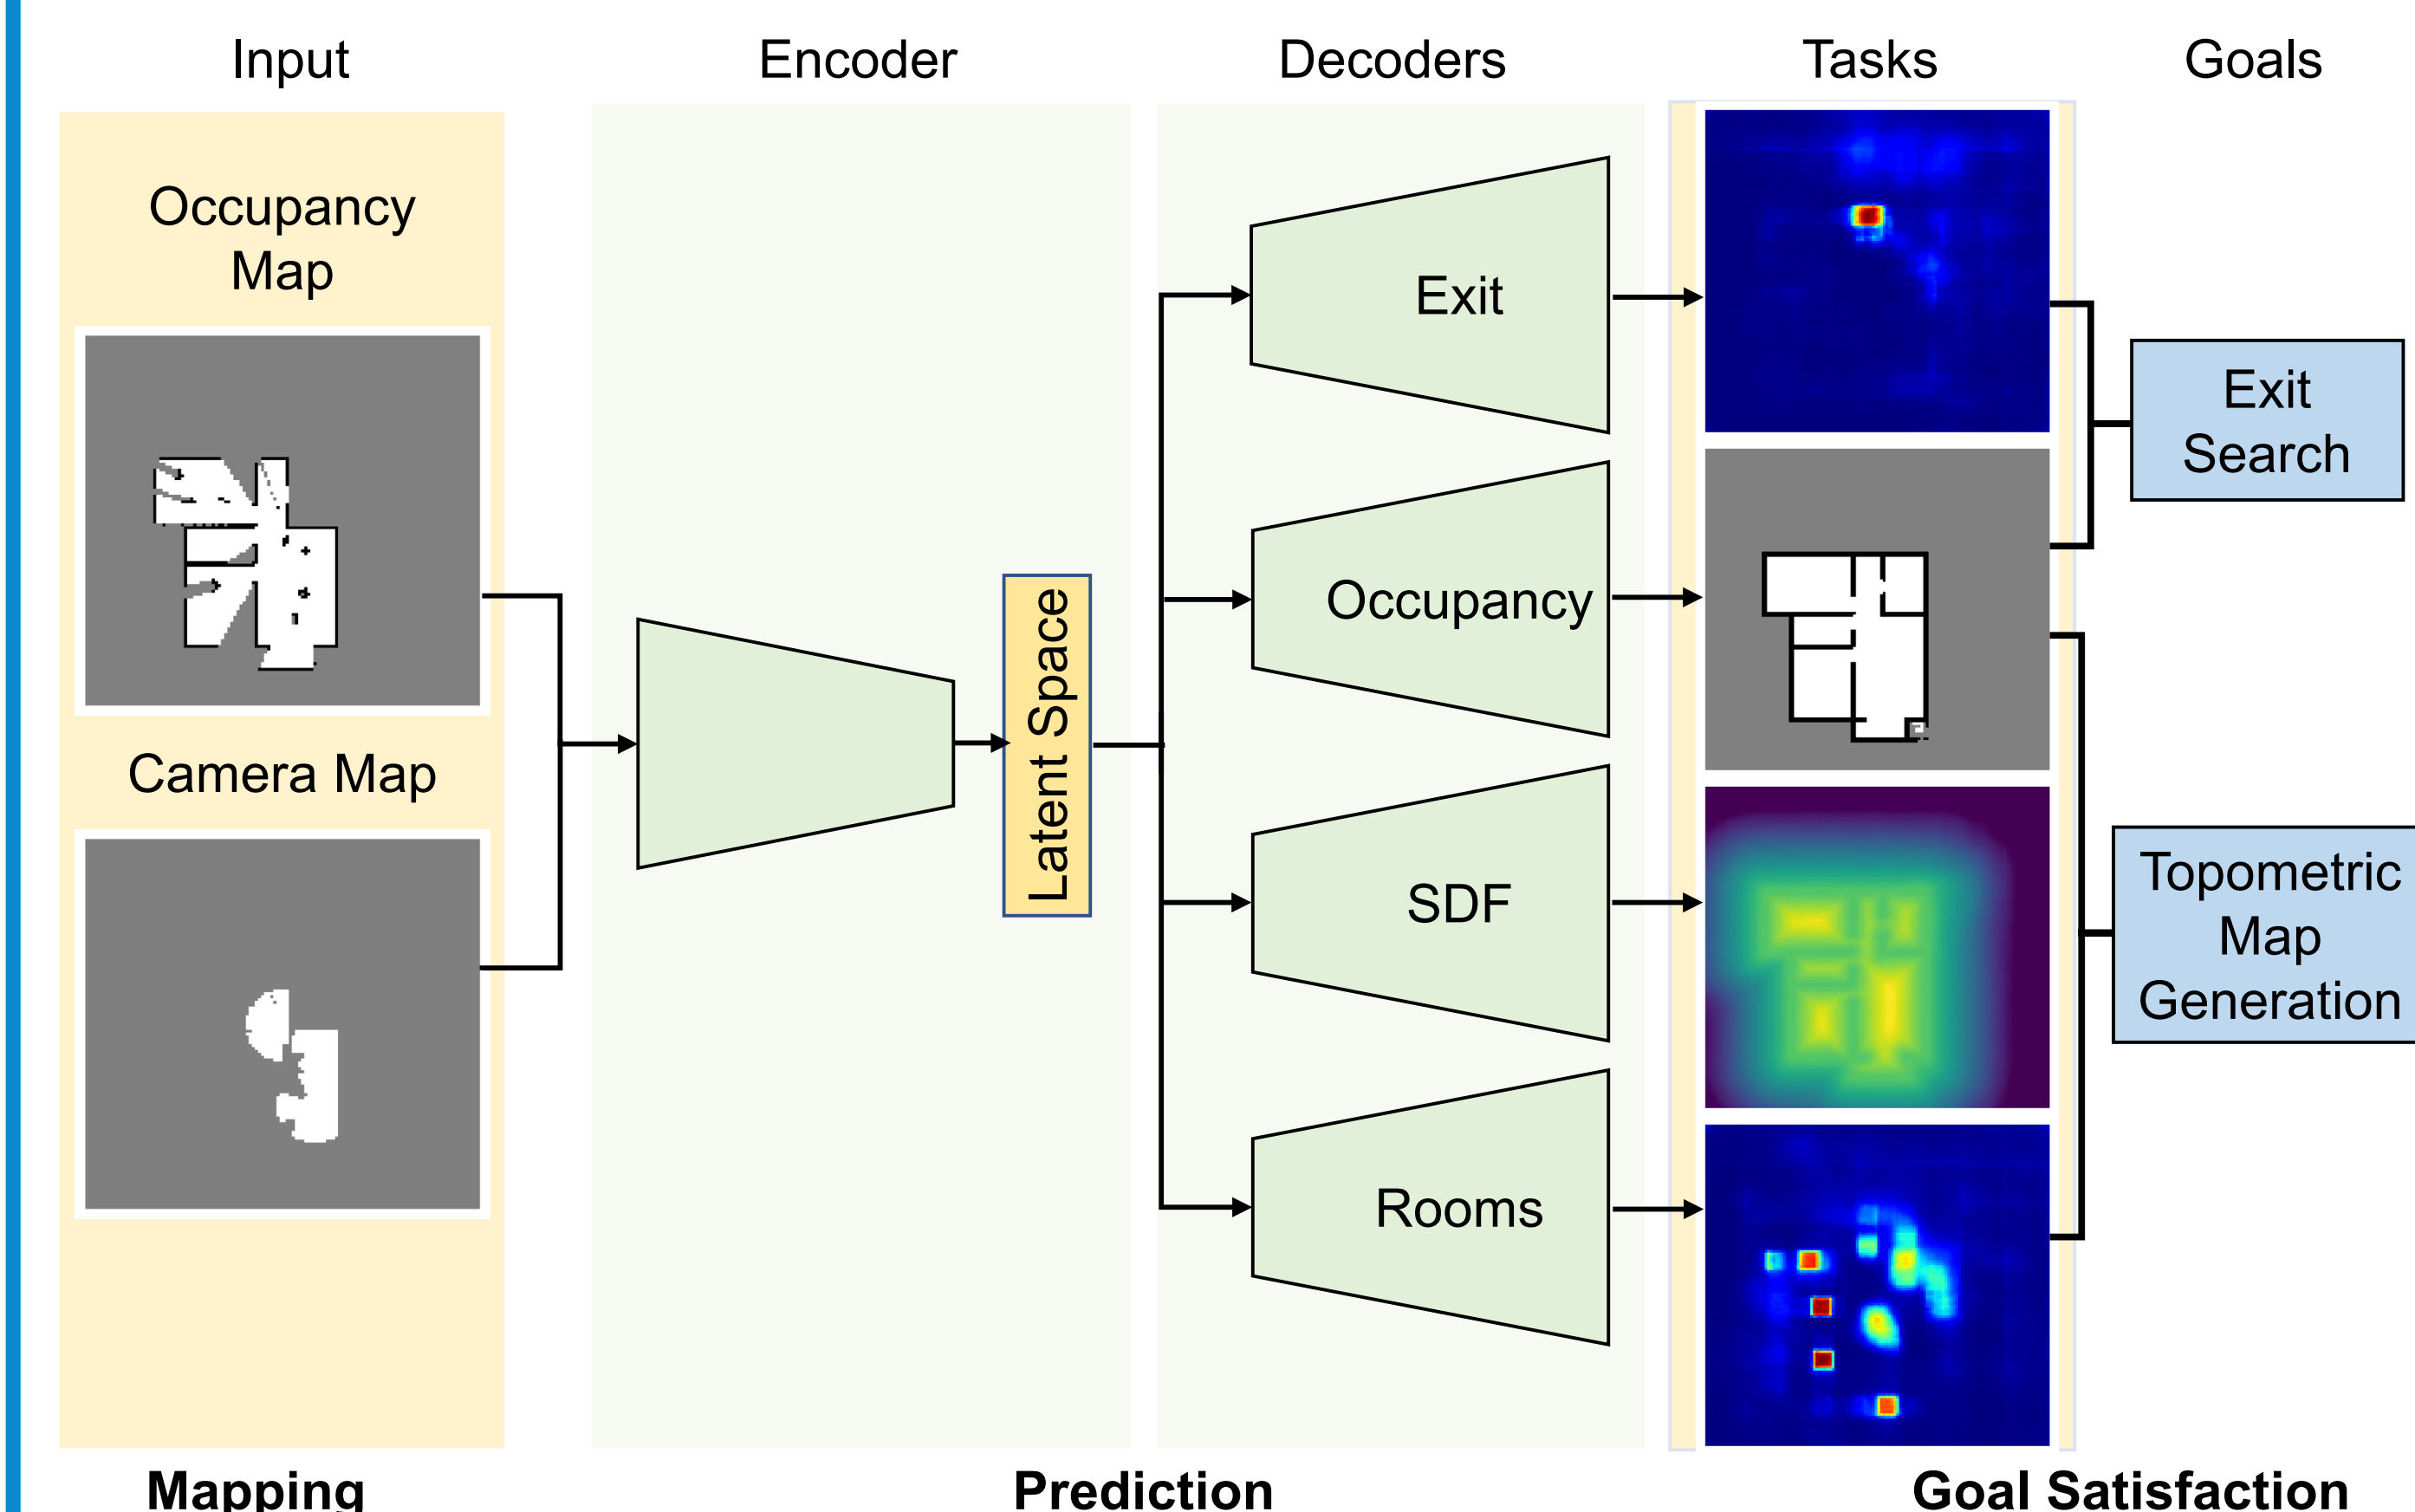 Input
Encoder
Decoders
Tasks
Goals
Occupancy
Map
Camera Map
Latent Space
Exit
Occupancy
SDF
Rooms
Exit
Search
Topometric
Map
Generation
Mapping
Prediction
Goal Satisfaction